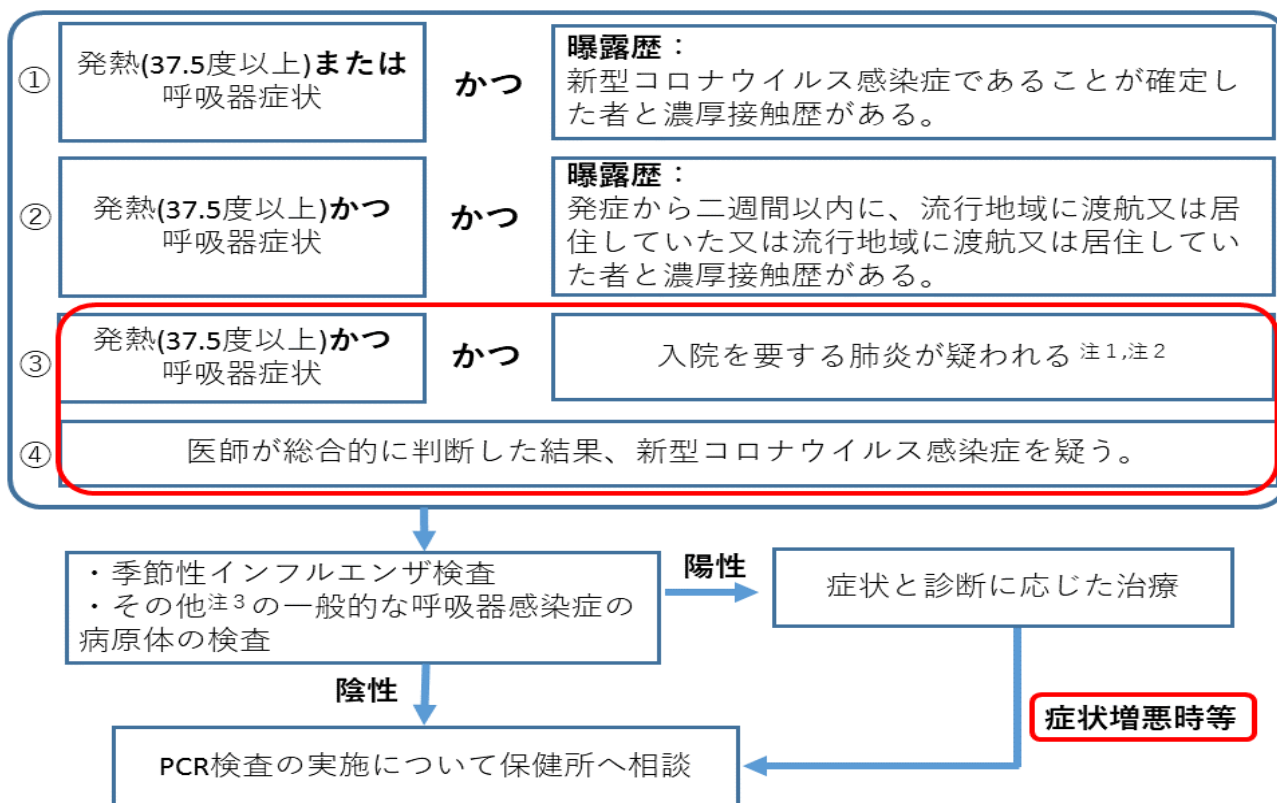 ①
発熱(37.5度以上)または
呼吸器症状
かつ
曝露歴：
新型コロナウイルス感染症であることが確定し
た者と濃厚接触歴がある。
②
発熱(37.5度以上)かつ
呼吸器症状
かつ
曝露歴：
発症から二週間以内に、流行地域に渡航又は居
住していた又は流行地域に渡航又は居住してい
た者と濃厚接触歴がある。
③
発熱(37.5度以上)かつ
呼吸器症状
かつ
入院を要する肺炎が疑われる 注1,注２
④
医師が総合的に判断した結果、新型コロナウイルス感染症を疑う。
・季節性インフルエンザ検査
・その他注３の一般的な呼吸器感染症の
病原体の検査
陽性
症状と診断に応じた治療
陰性
症状増悪時等
PCR検査の実施について保健所へ相談